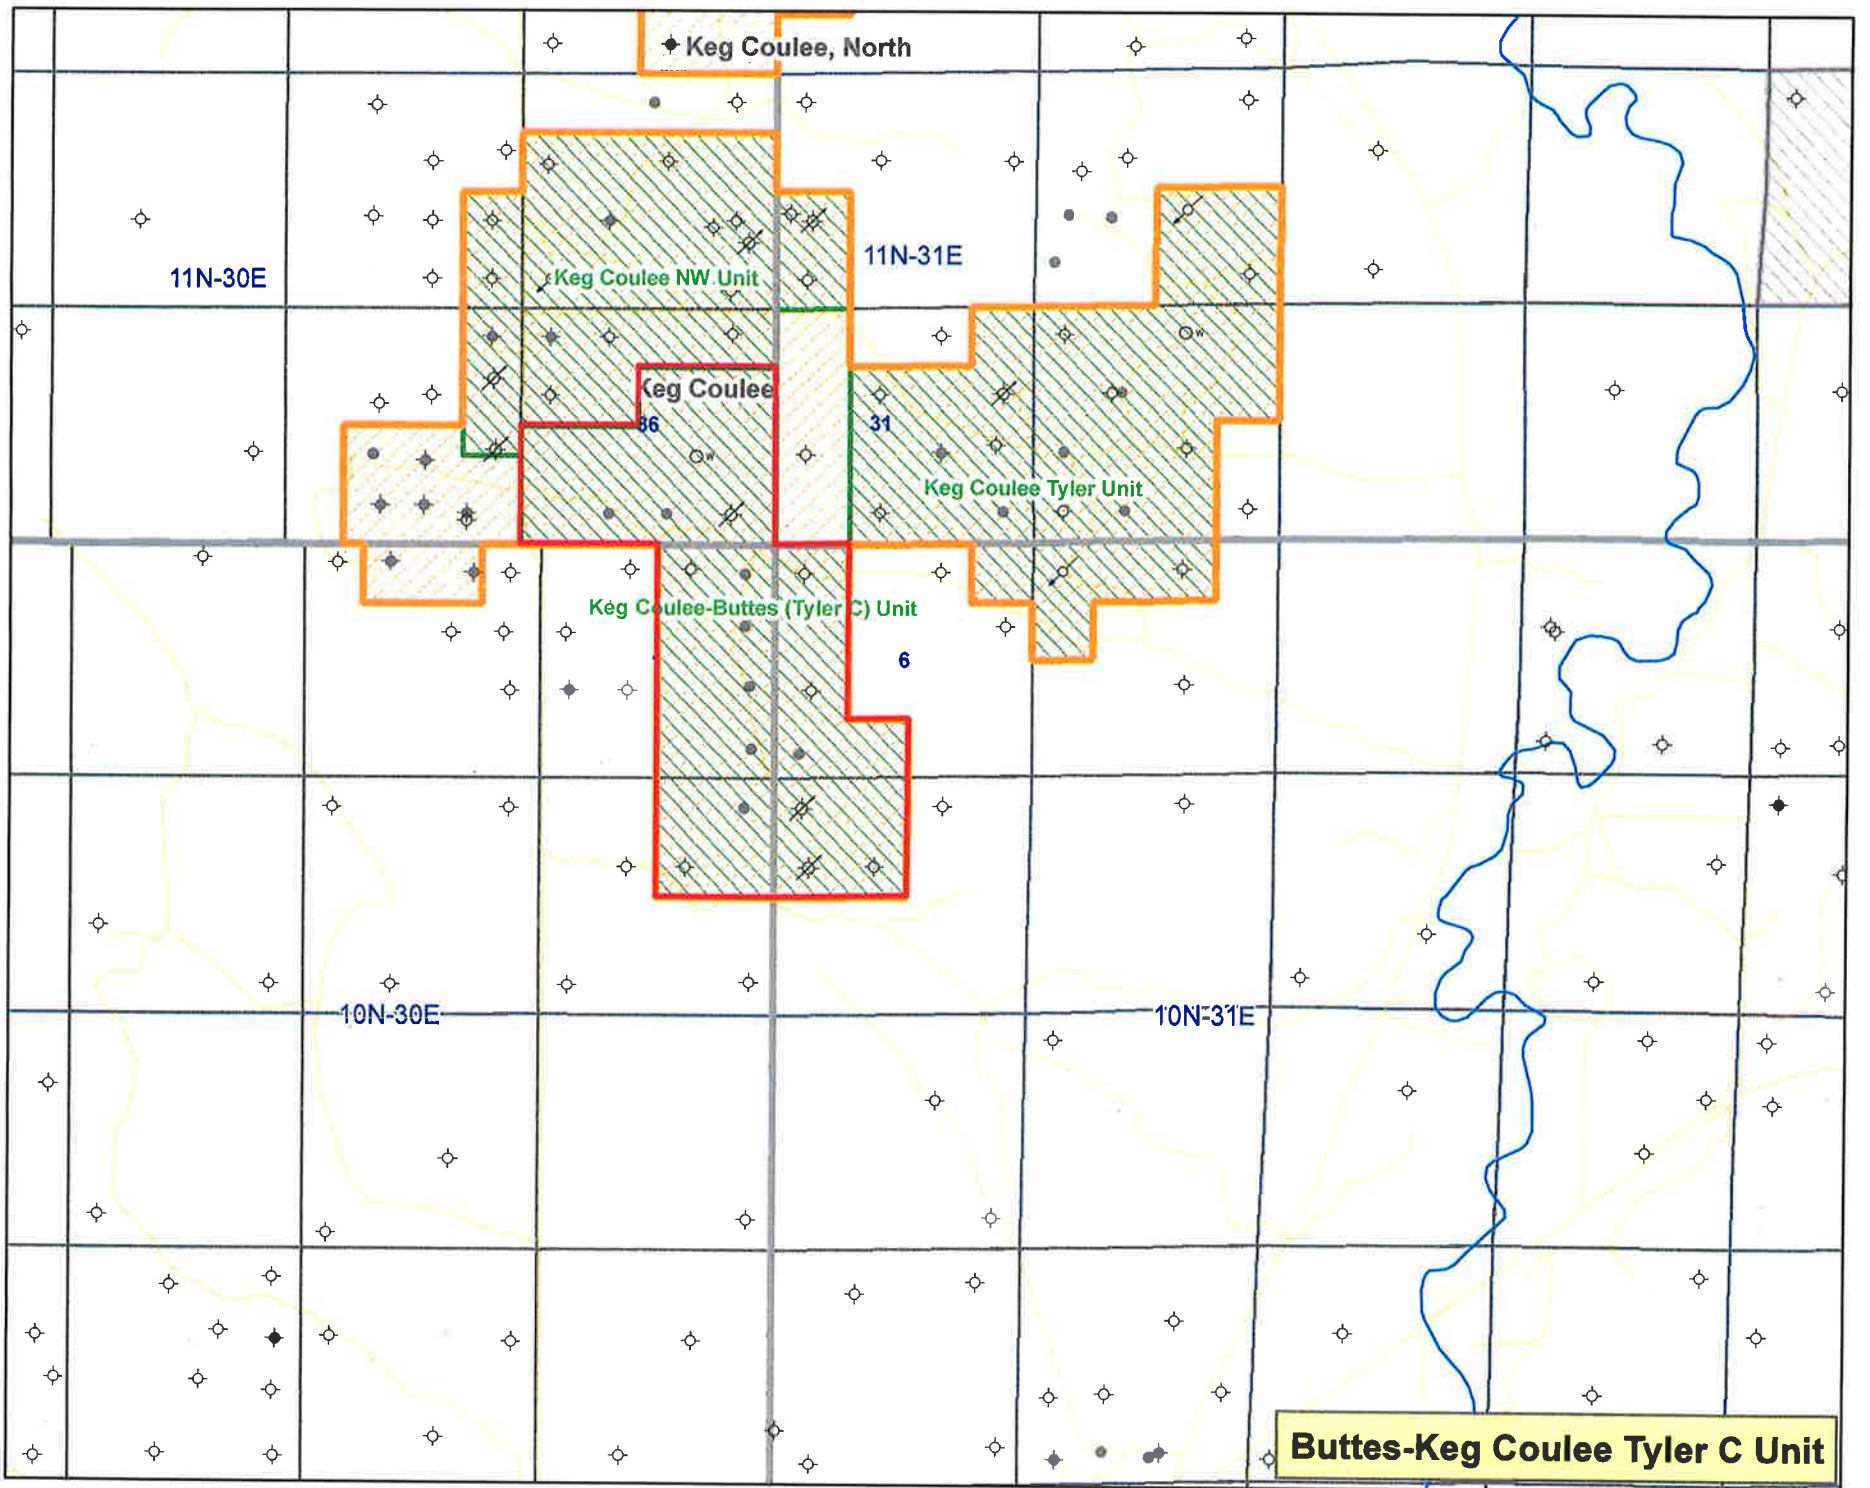 Keg Coulee, North
11N-30E
11N-31E
Keg Coulee NW Unit
Keg Coulee
36
W
31
W
Keg Coulee Tyler Unit
Keg Coulee-Buttes (Tyler C) Unit
6
10N-30E
10N-31E
Buttes-Keg Coulee Tyler C Unit